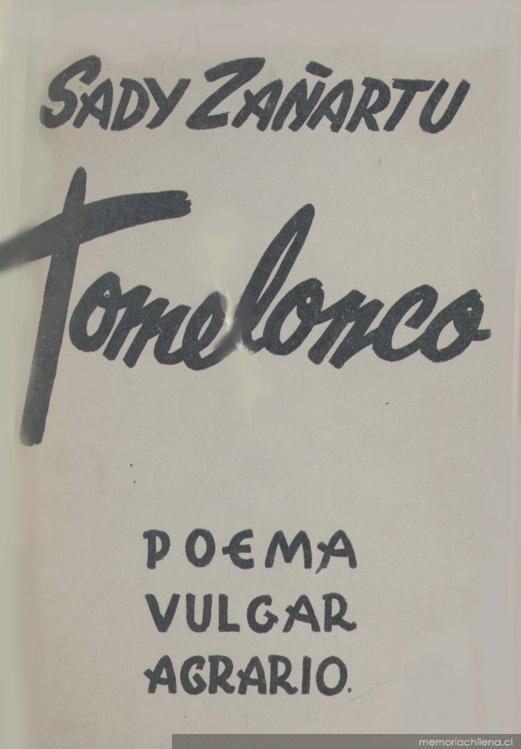 SADY ZAÑARTU
Tomelonco
POEMA
VULGAR
AGRARIO.
memoriachilena.cl